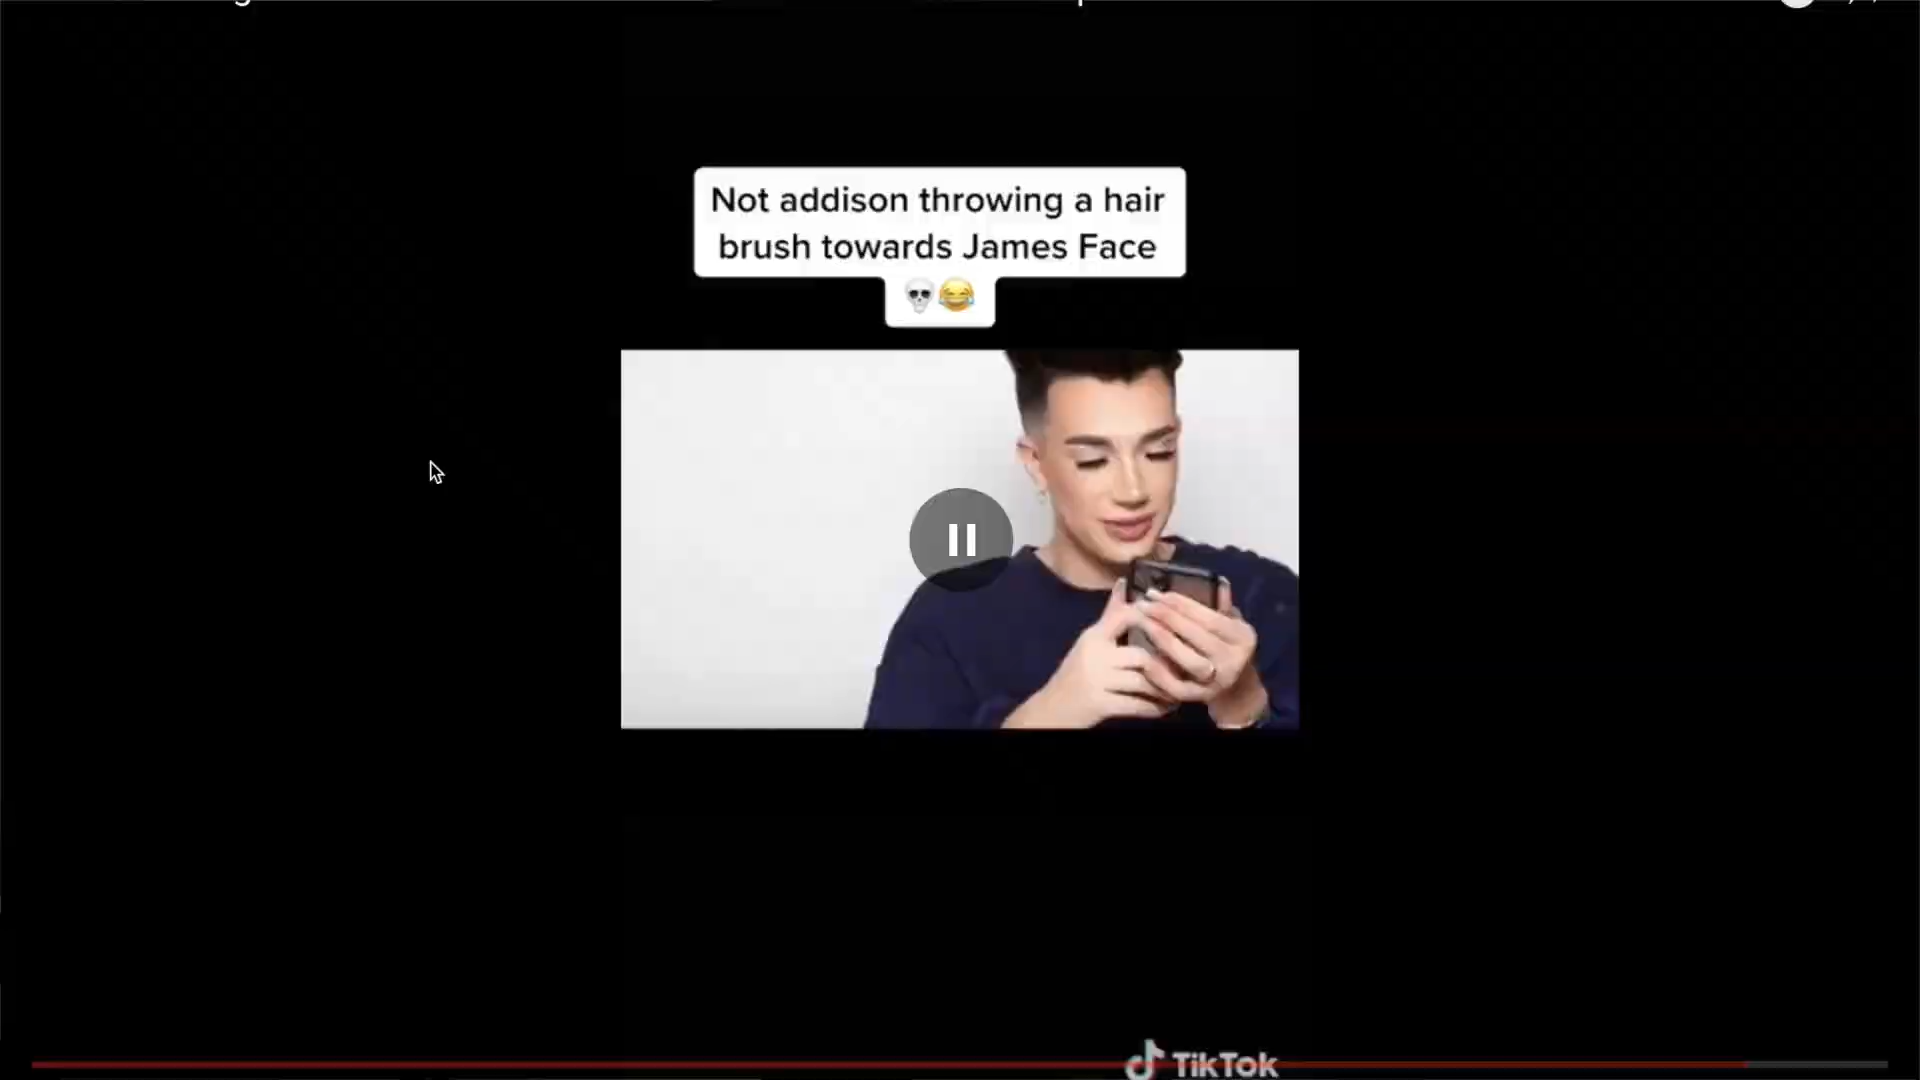 Not addison throwing a hair
brush towards James Face
💀😂
TikTok